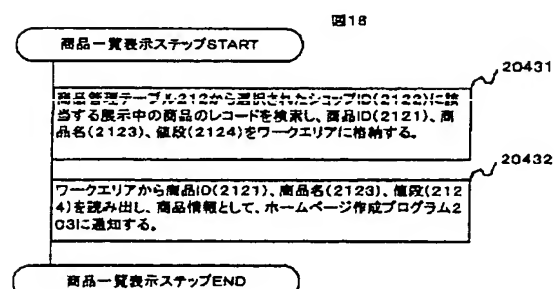 図18
商品一覧表示ステップSTART
20431
商品管理テーブル212から選択されたショップID(2122)に該
当する展示中の商品のレコードを検索し、商品ID(2121)、商
品名(2123)、値段(2124)をワークエリアに格納する。
20432
ワークエリアから商品ID(2121)、商品名(2123)、値段(212
4)を読み出し、商品情報として、ホームページ作成プログラム2
03に通知する。
商品一覧表示ステップEND